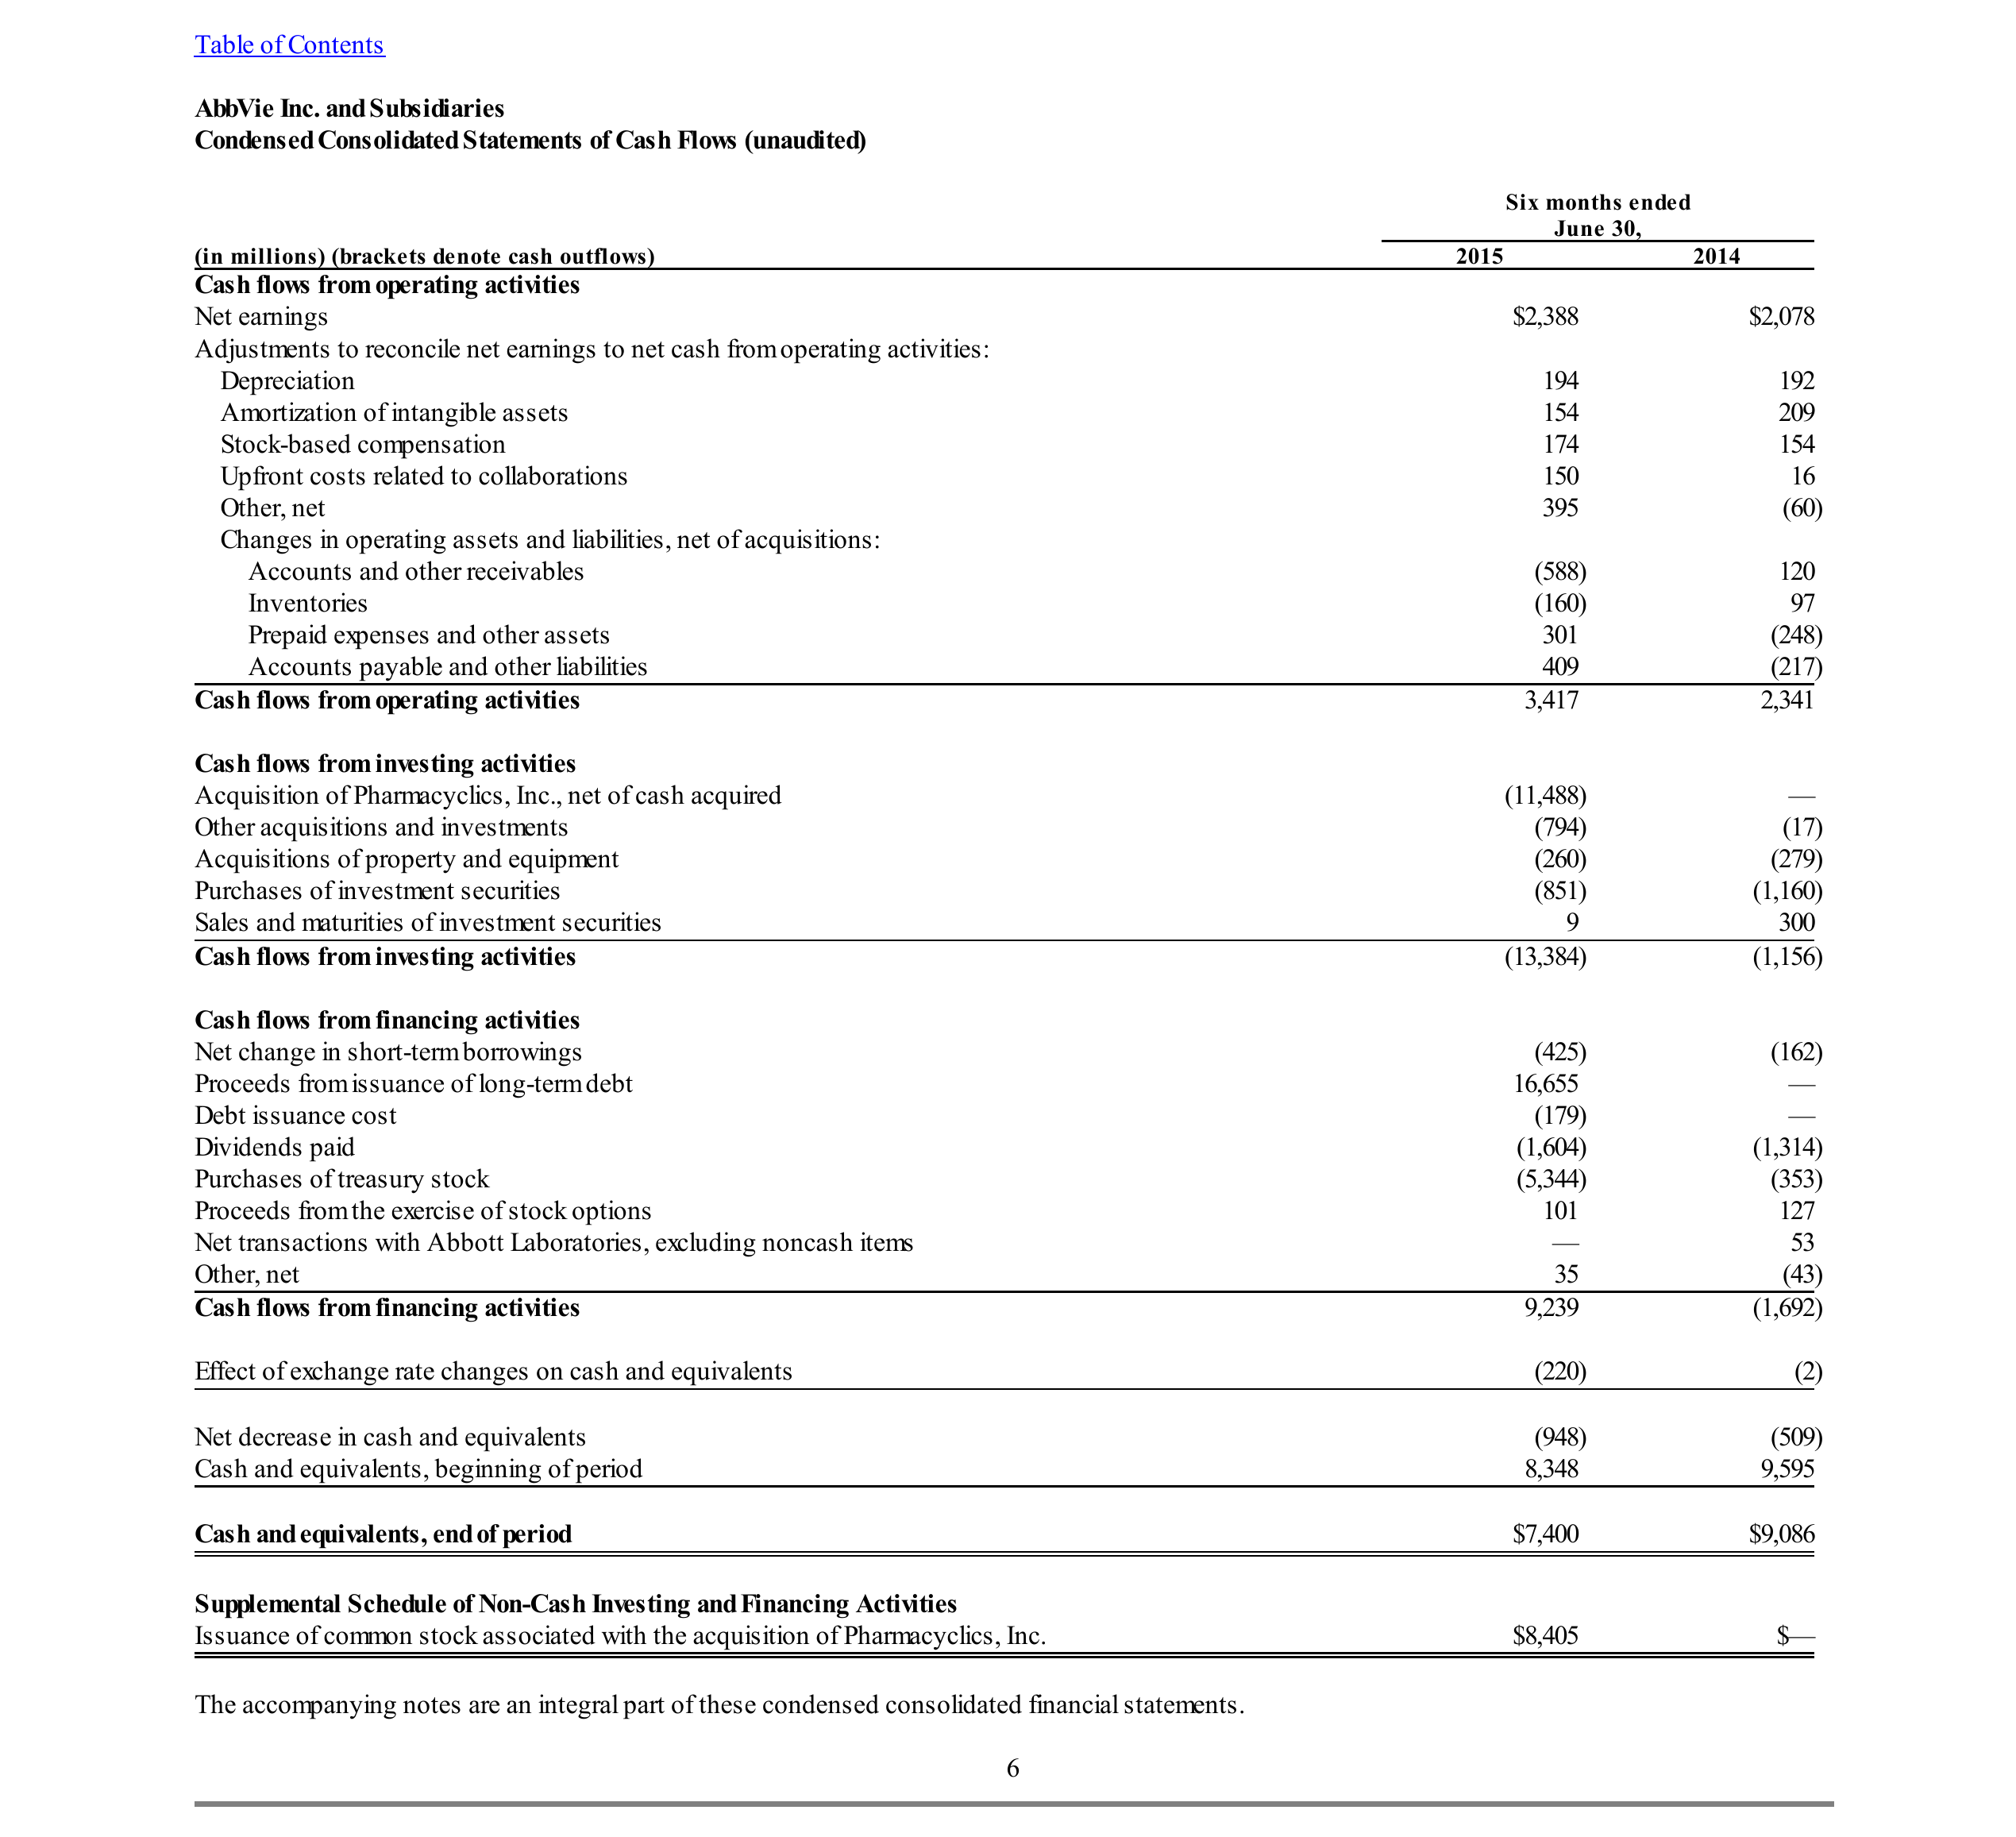 Table of Contents
AbbVie Inc. and Subsidiaries
Condensed Consolidated Statements of Cash Flows (unaudited)
Six months ended
June 30,
(in millions) (brackets denote cash outflows) 2015 2014
Cash flows from operating activities
Net earnings $2,388 $2,078
Adjustments to reconcile net earnings to net cash from operating activities:
Depreciation 194 192
Amortization of intangible assets 154 209
Stock-based compensation 174 154
Upfront costs related to collaborations 150 16
Other, net 395 (60)
Changes in operating assets and liabilities, net of acquisitions:
Accounts and other receivables (588) 120
Inventories (160) 97
Prepaid expenses and other assets 301 (248)
Accounts payable and other liabilities 409 (217)
Cash flows from operating activities 3,417 2,341
Cash flows from investing activities
Acquisition of Pharmacyclics, Inc., net of cash acquired (11,488) —
Other acquisitions and investments (794) (17)
Acquisitions of property and equipment (260) (279)
Purchases of investment securities (851) (1,160)
Sales and maturities of investment securities 9 300
Cash flows from investing activities (13,384) (1,156)
Cash flows from financing activities
Net change in short-term borrowings (425) (162)
Proceeds from issuance of long-term debt 16,655 —
Debt issuance cost (179) —
Dividends paid (1,604) (1,314)
Purchases of treasury stock (5,344) (353)
Proceeds from the exercise of stock options 101 127
Net transactions with Abbott Laboratories, excluding noncash items — 53
Other, net 35 (43)
Cash flows from financing activities 9,239 (1,692)
Effect of exchange rate changes on cash and equivalents (220) (2)
Net decrease in cash and equivalents (948) (509)
Cash and equivalents, beginning of period 8,348 9,595
Cash and equivalents, end of period $7,400 $9,086
Supplemental Schedule of Non-Cash Investing and Financing Activities
Issuance of common stock associated with the acquisition of Pharmacyclics, Inc. $8,405 $—
The accompanying notes are an integral part of these condensed consolidated financial statements.
6